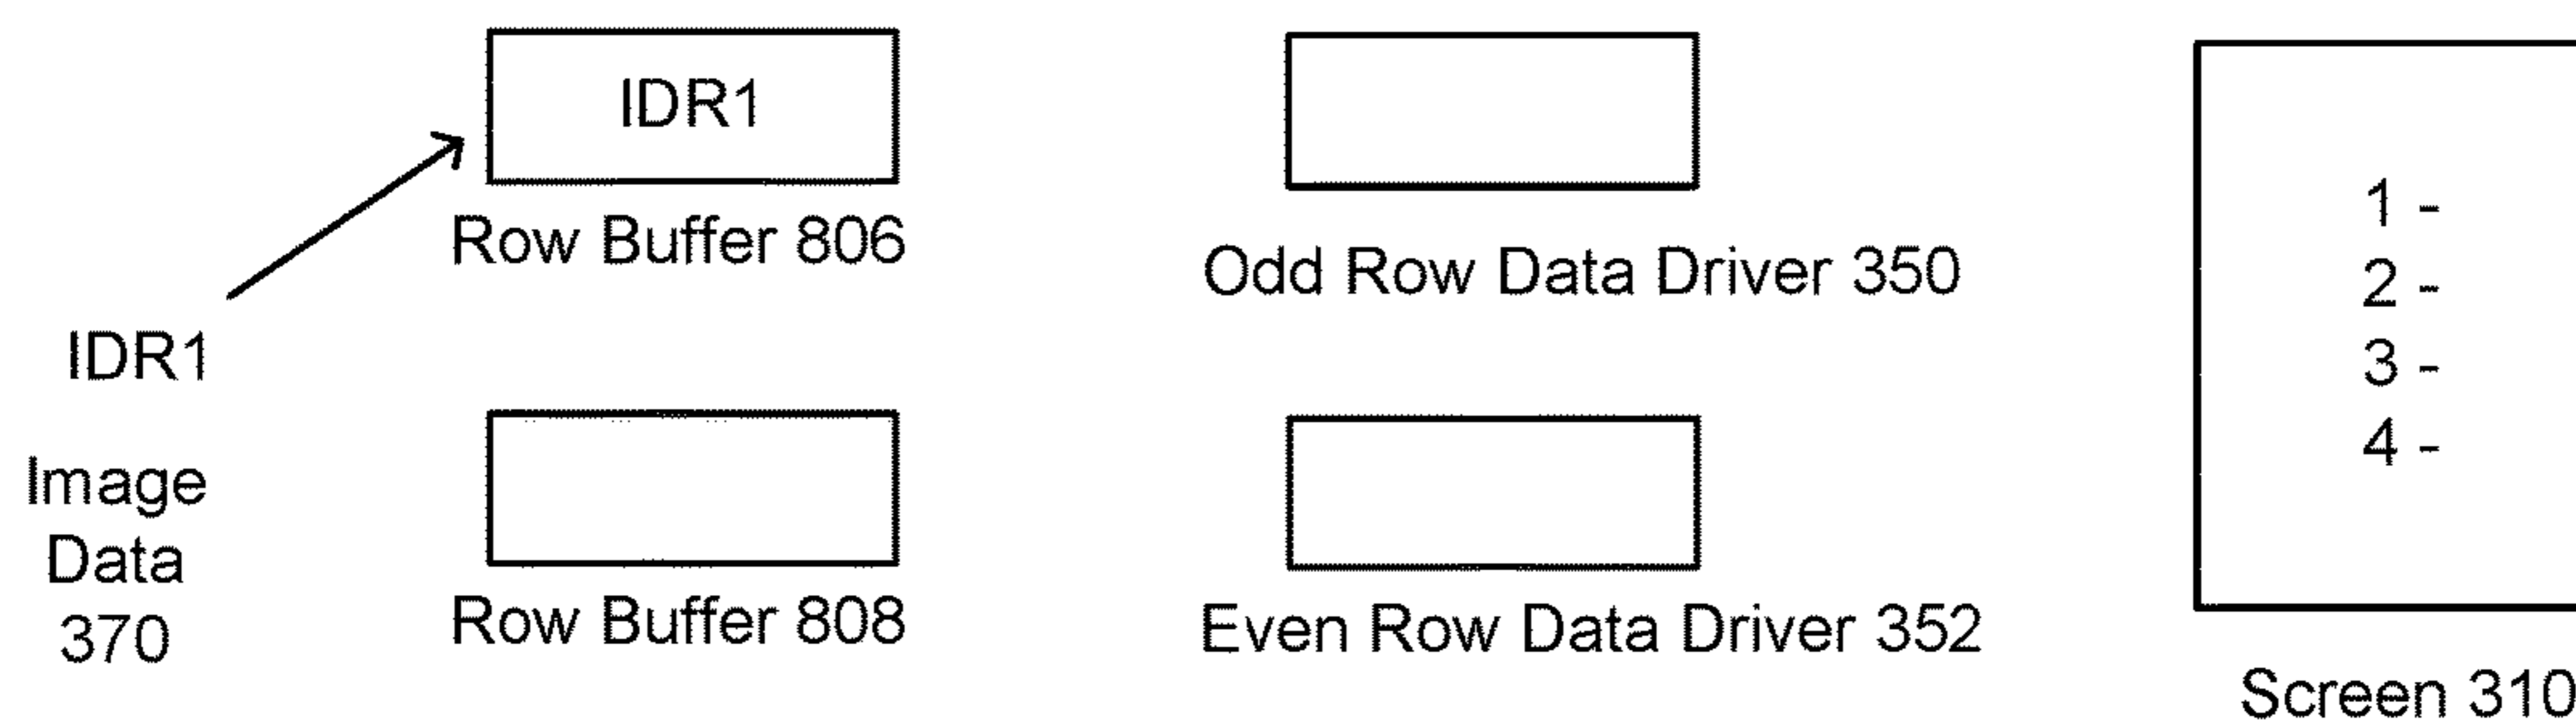 IDR1
Row Buffer 806
IDR1
Image
Data
370
Row Buffer 808
Odd Row Data Driver 350
Even Row Data Driver 352
1 -
2 -
3 -
4 -
Screen 310